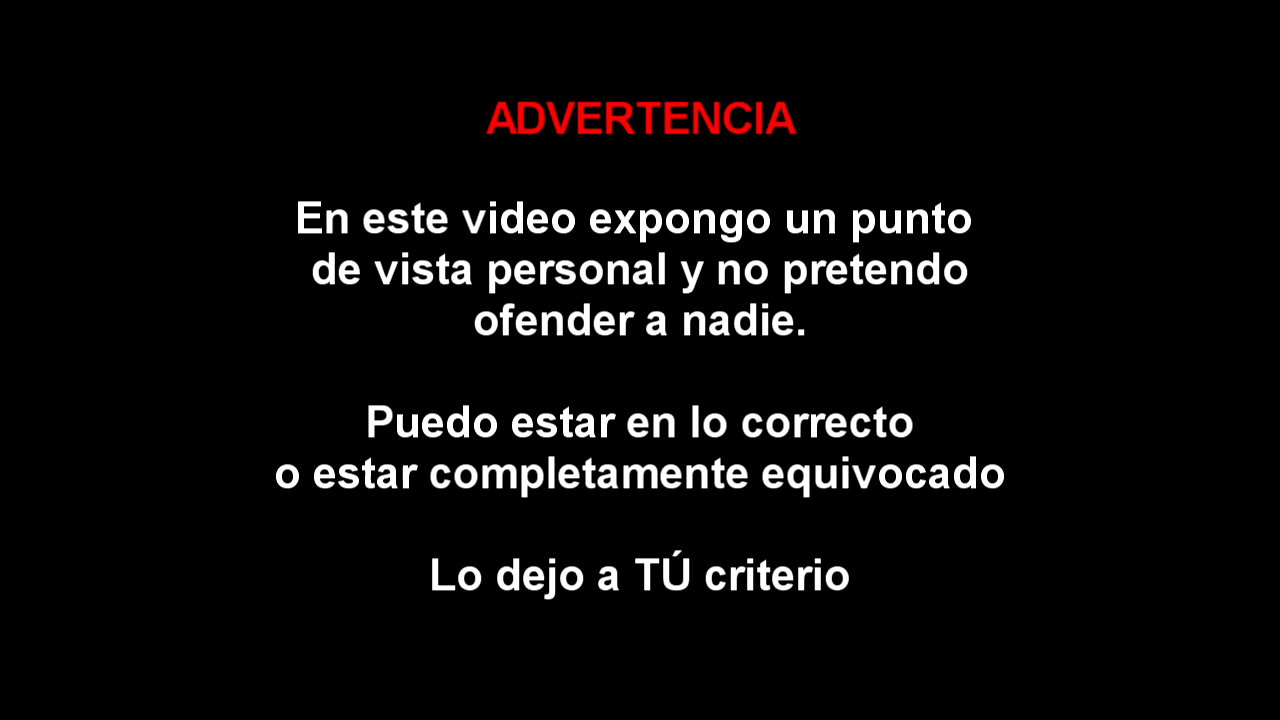 ADVERTENCIA
En este video expongo un punto
de vista personal y no pretendo
ofender a nadie.
Puedo estar en lo correcto
o estar completamente equivocado
Lo dejo a TÚ criterio